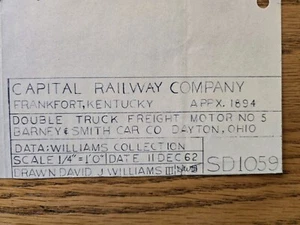 CAPITAL RAILWAY COMPANY
FRANKFORT, KENTUCKY APPX. 1894
DOUBLE TRUCK FREIGHT MOTOR NO 5
BARNEY & SMITH CAR CO. DAYTON, OHIO
DATA: WILLIAMS COLLECTION
SCALE 1/4"=1'0" DATE 11 DEC 62
DRAWN DAVID J WILLIAMS III
SD1059